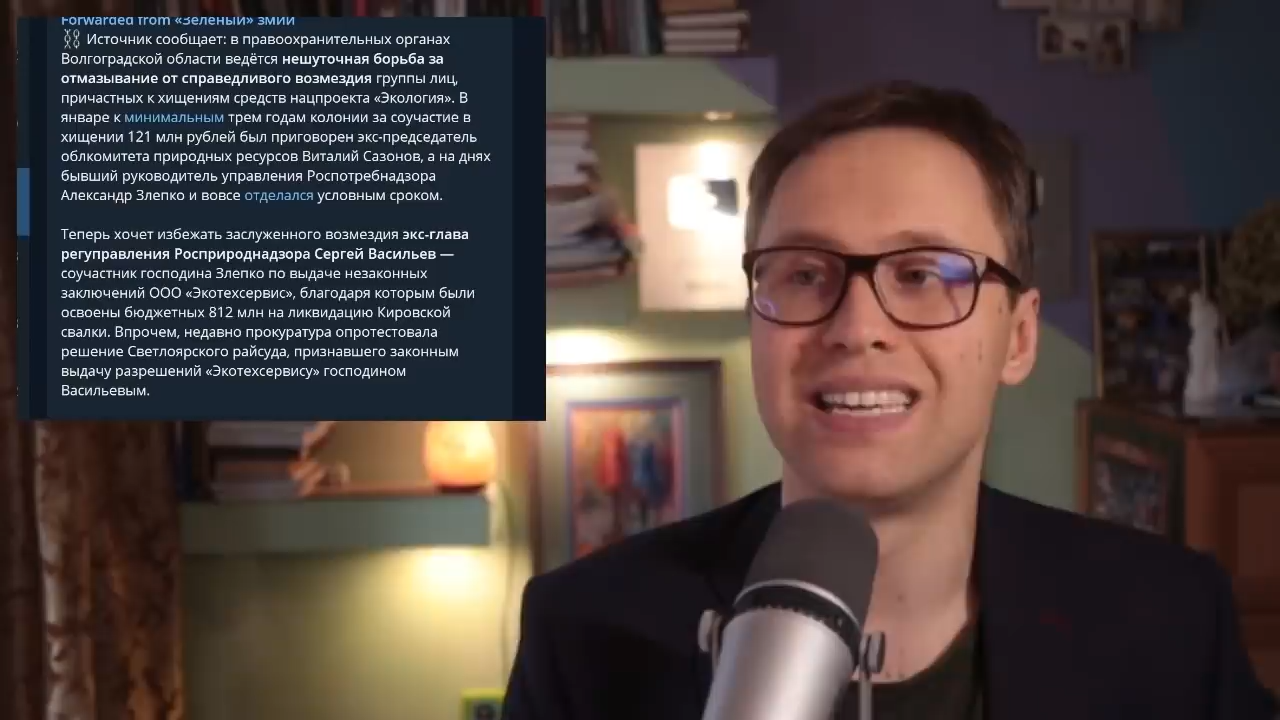 Forwarded from «Зелёный» змий
⛓ Источник сообщает: в правоохранительных органах
Волгоградской области ведётся нешуточная борьба за
отмазывание от справедливого возмездия группы лиц,
причастных к хищениям средств нацпроекта «Экология». В
январе к минимальным трем годам колонии за соучастие в
хищении 121 млн рублей был приговорен экс-председатель
облкомитета природных ресурсов Виталий Сазонов, а на днях
бывший руководитель управления Роспотребнадзора
Александр Злепко и вовсе отделался условным сроком.
Теперь хочет избежать заслуженного возмездия экс-глава
регуправления Росприроднадзора Сергей Васильев —
соучастник господина Злепко по выдаче незаконных
заключений ООО «Экотехсервис», благодаря которым были
освоены бюджетных 812 млн на ликвидацию Кировской
свалки. Впрочем, недавно прокуратура опротестовала
решение Светлоярского райсуда, признавшего законным
выдачу разрешений «Экотехсервису» господином
Васильевым.